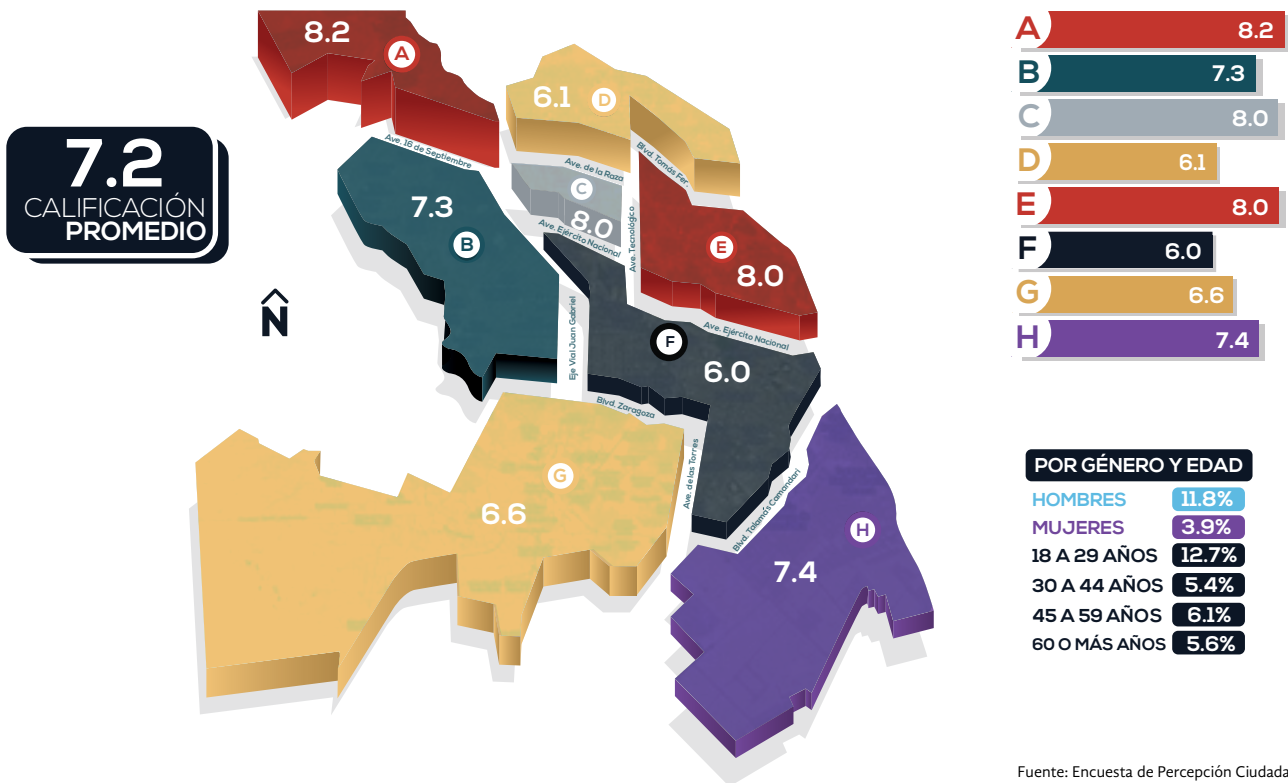 7.2
CALIFICACIÓN
PROMEDIO
N
8.2
A
Ave. 16 de Septiembre
6.1
D
Ave. de la Raza
Blvd. Tomás Fer.
C
8.0
Ave. Ejército Nacional
Ave. Tecnológico
7.3
B
E
8.0
Ave. Ejército Nacional
Eje Vial Juan Gabriel
F
6.0
Blvd. Zaragoza
Ave. de las Torres
Blvd. Talamás Camandari
G
6.6
H
7.4
A 8.2
B 7.3
C 8.0
D 6.1
E 8.0
F 6.0
G 6.6
H 7.4
POR GÉNERO Y EDAD
HOMBRES 11.8%
MUJERES 3.9%
18 A 29 AÑOS 12.7%
30 A 44 AÑOS 5.4%
45 A 59 AÑOS 6.1%
60 O MÁS AÑOS 5.6%
Fuente: Encuesta de Percepción Ciudada